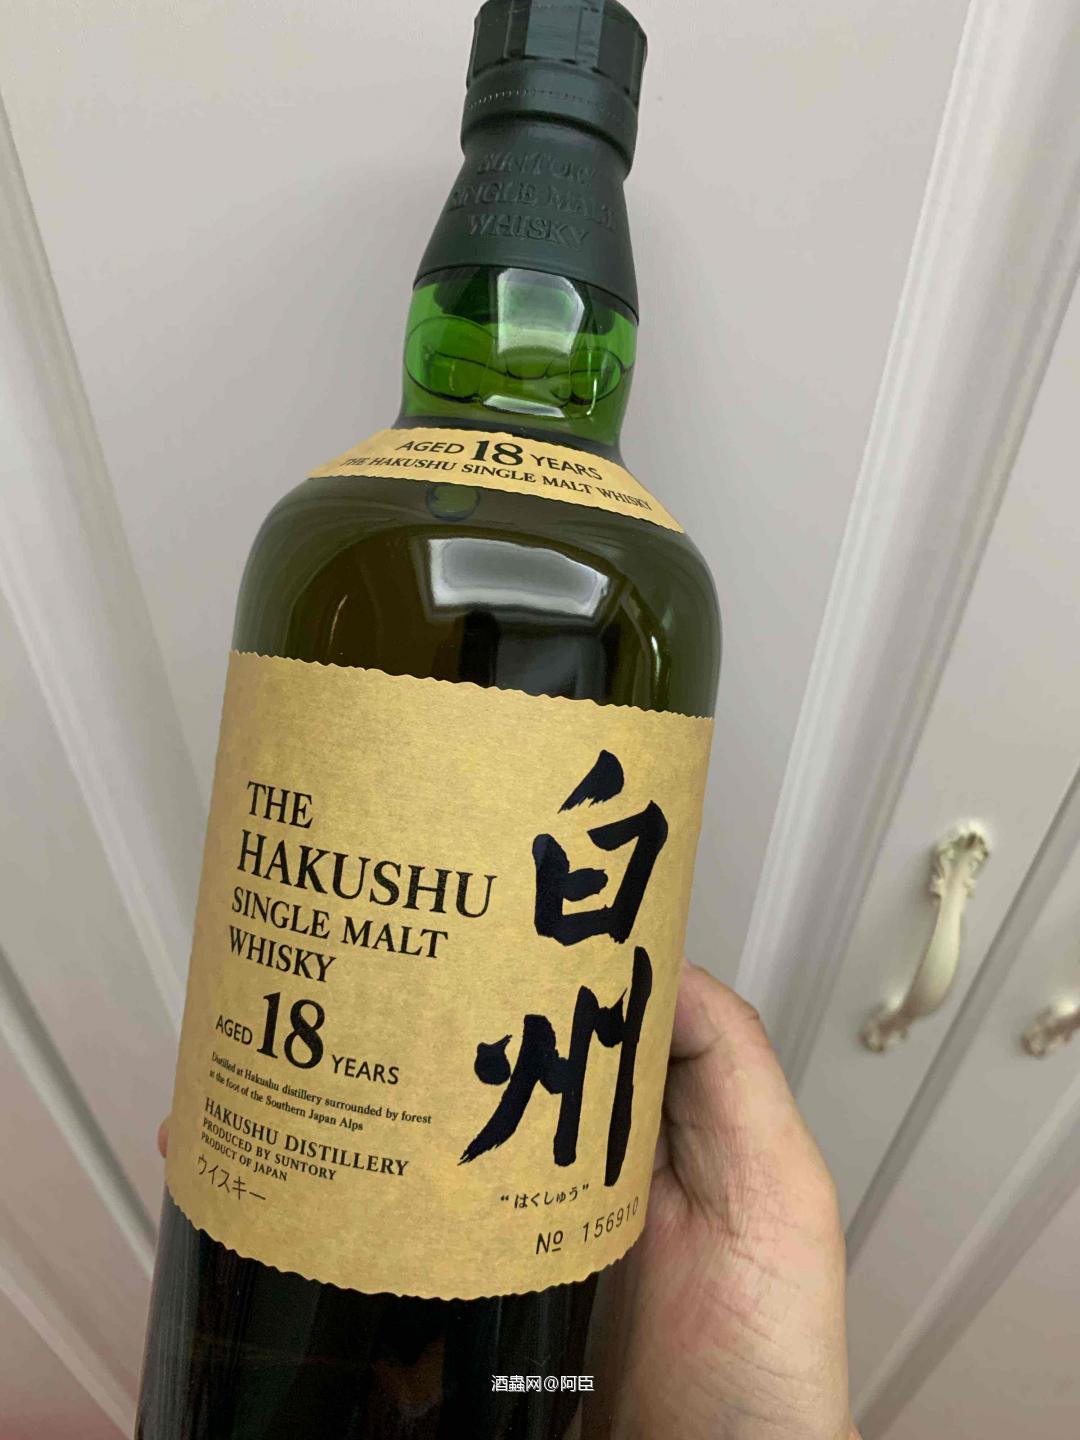 SUNTORY
SINGLE MALT
WHISKY
AGED 18 YEARS
THE HAKUSHU SINGLE MALT WHISKY
THE
HAKUSHU
SINGLE MALT
WHISKY
AGED 18 YEARS
Distilled at Hakushu distillery surrounded by forest
at the foot of the Southern Japan Alps
HAKUSHU DISTILLERY
PRODUCED BY SUNTORY
PRODUCT OF JAPAN
ウイスキー
白州
“はくしゅう”
№ 156910
酒蟲网@阿臣